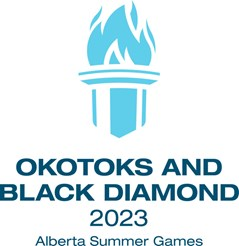 OKOTOKS AND
BLACK DIAMOND
2023
Alberta Summer Games